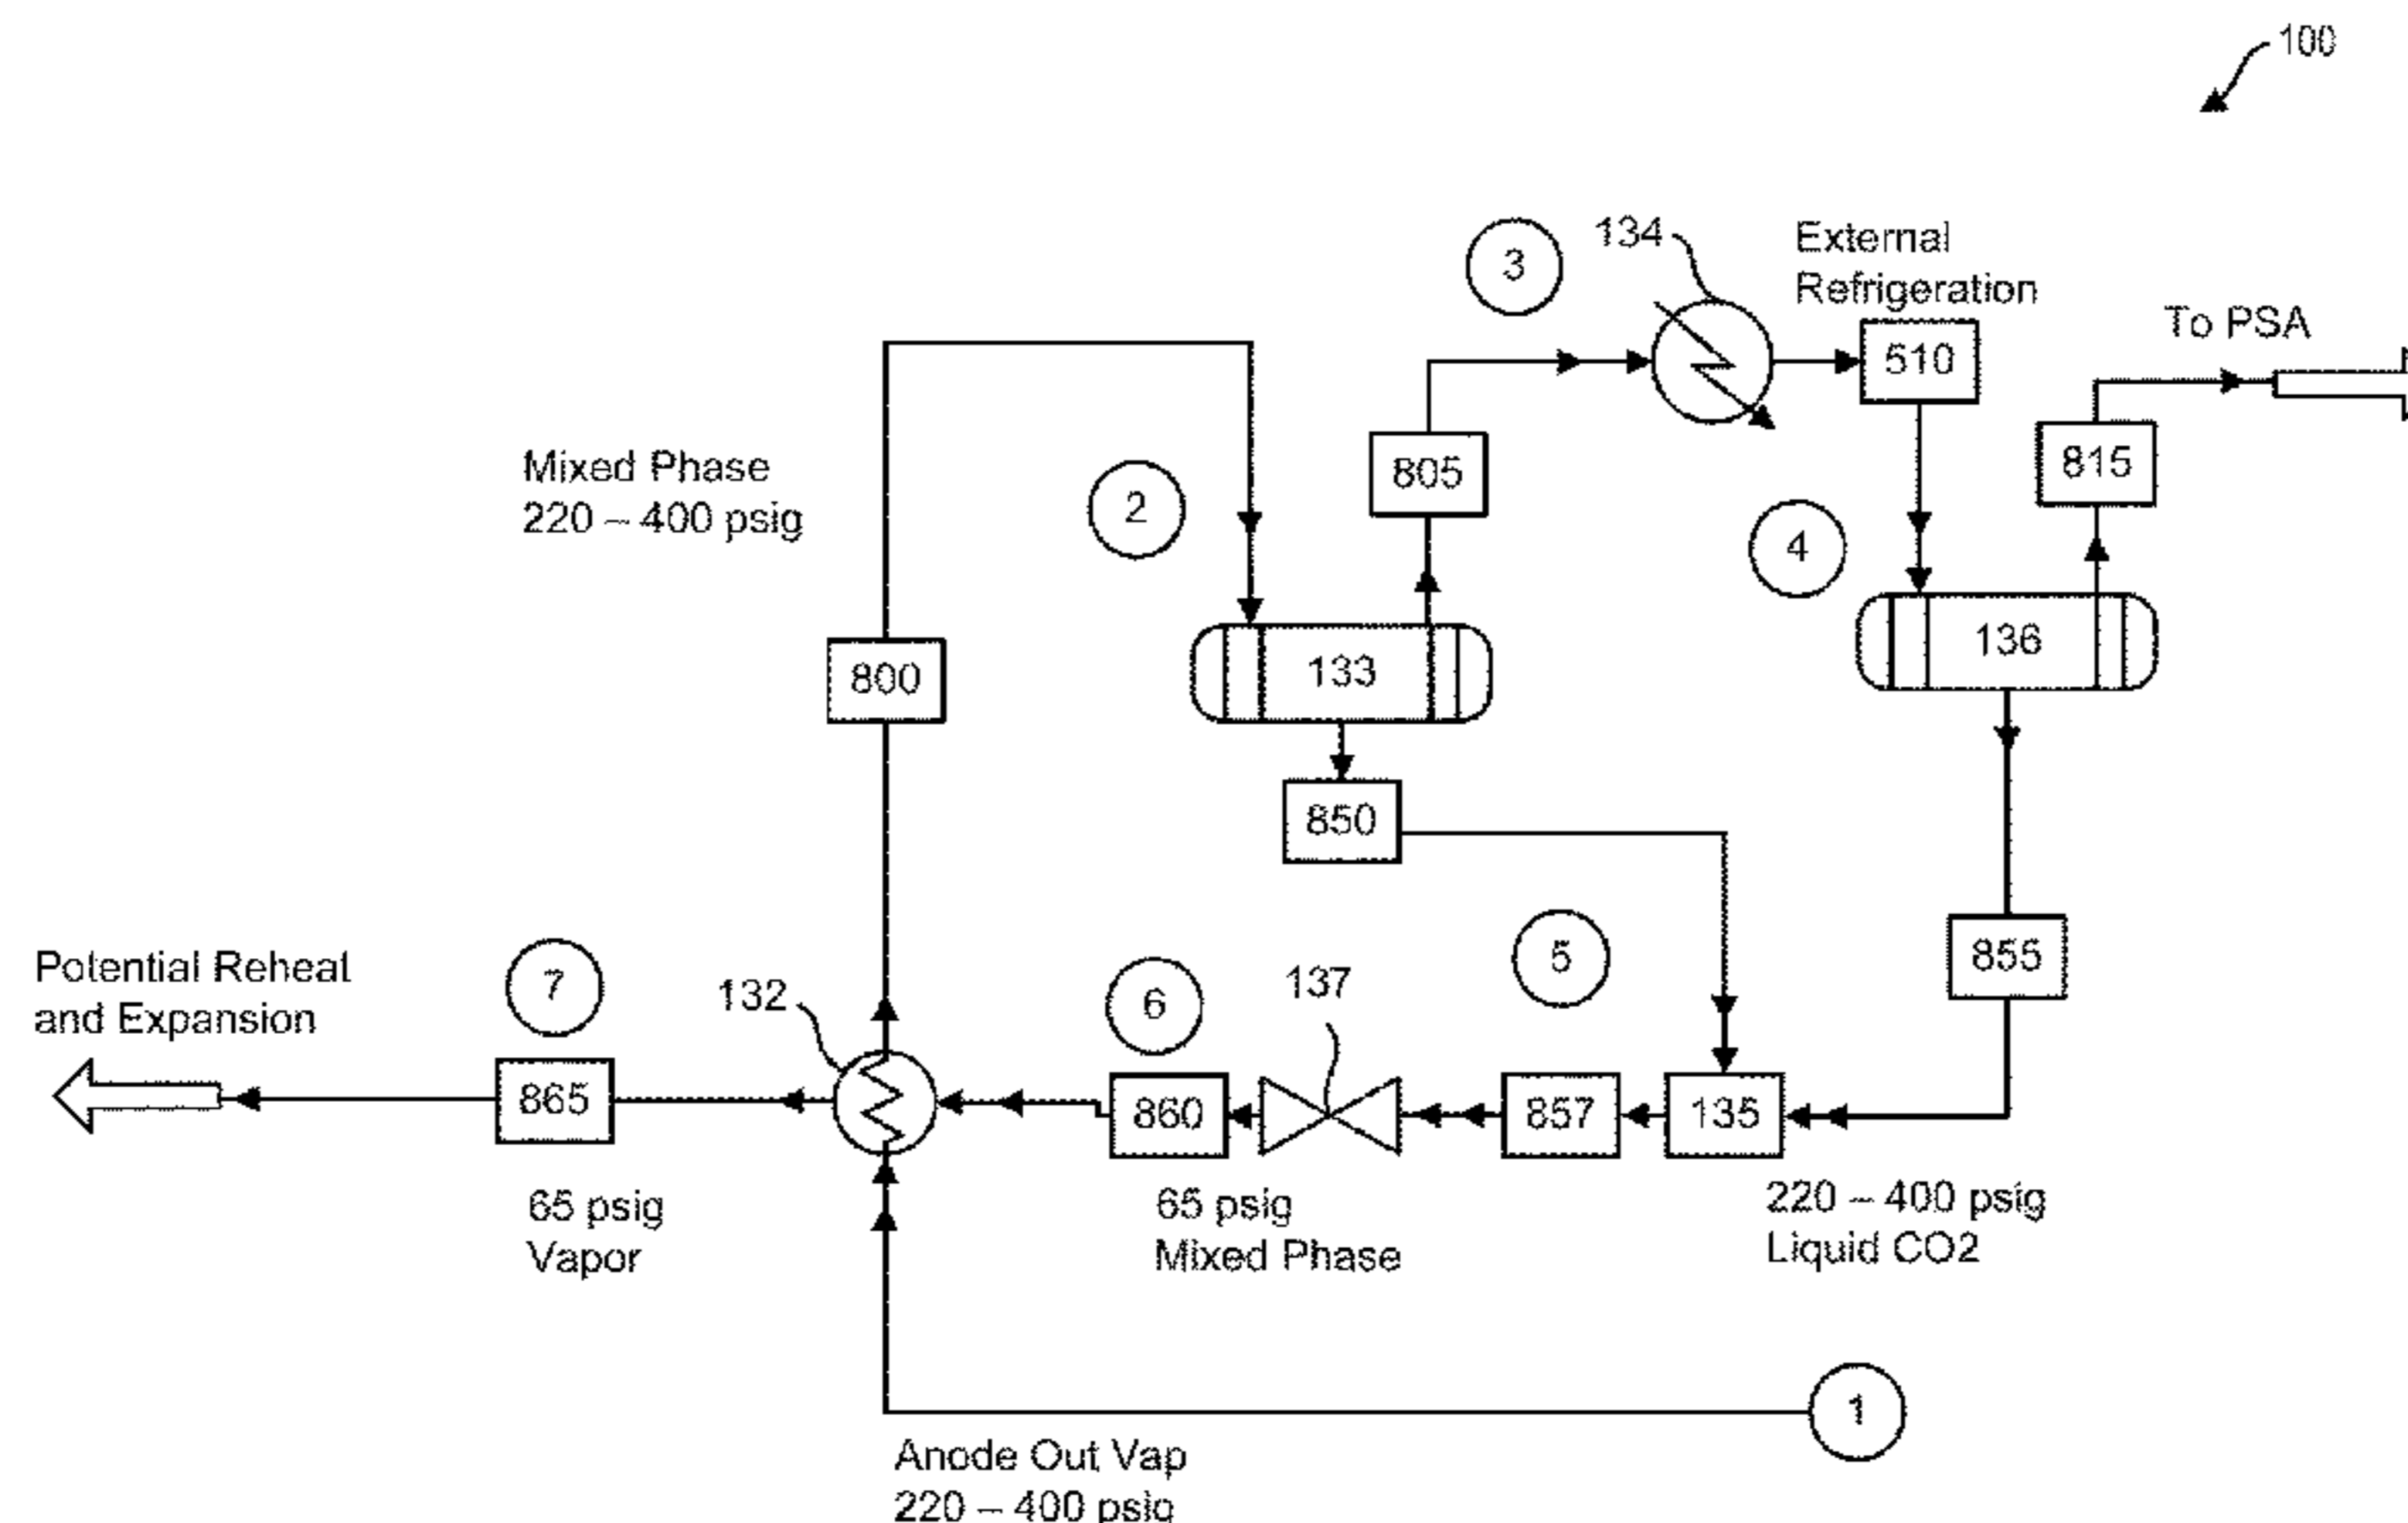 100
134
External
Refrigeration
3
To PSA
510
Mixed Phase
220 – 400 psig
2
805
815
4
136
133
800
850
855
Potential Reheat
and Expansion
7
132
6
137
5
865
860
857
135
65 psig
Vapor
65 psig
Mixed Phase
220 – 400 psig
Liquid CO2
1
Anode Out Vap
220 – 400 psig